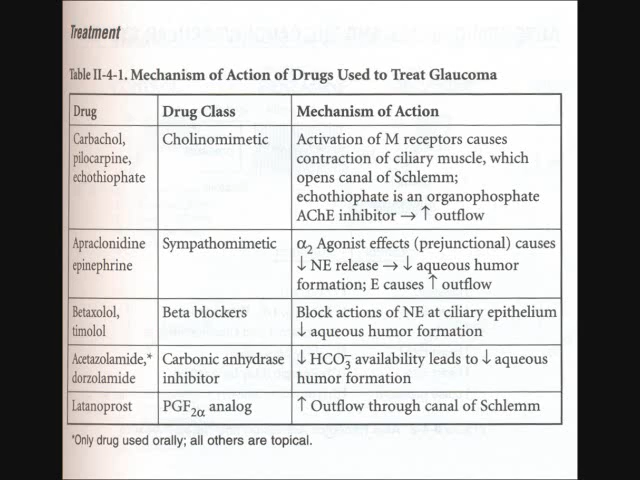 Treatment
Table II-4-1. Mechanism of Action of Drugs Used to Treat Glaucoma
Drug Drug Class Mechanism of Action
Carbachol, Cholinomimetic Activation of M receptors causes
pilocarpine, contraction of ciliary muscle, which
echothiophate opens canal of Schlemm;
echothiophate is an organophosphate
AChE inhibitor → ↑ outflow
Apraclonidine Sympathomimetic α2 Agonist effects (prejunctional) causes
epinephrine ↓ NE release → ↓ aqueous humor
formation; E causes ↑ outflow
Betaxolol, Beta blockers Block actions of NE at ciliary epithelium
timolol ↓ aqueous humor formation
Acetazolamide,* Carbonic anhydrase ↓ HCO3− availability leads to ↓ aqueous
dorzolamide inhibitor humor formation
Latanoprost PGF2α analog ↑ Outflow through canal of Schlemm
*Only drug used orally; all others are topical.